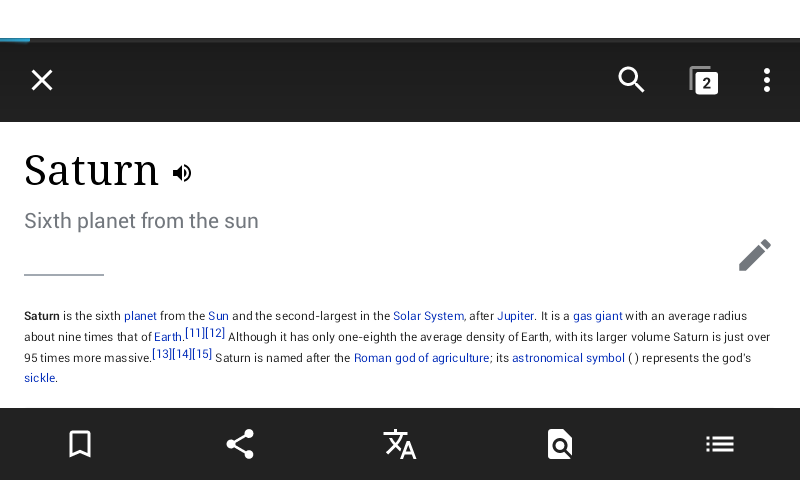 2
Saturn
Sixth planet from the sun
Saturn is the sixth planet from the Sun and the second-largest in the Solar System, after Jupiter. It is a gas giant with an average radius
about nine times that of Earth.[11][12] Although it has only one-eighth the average density of Earth, with its larger volume Saturn is just over
95 times more massive.[13][14][15] Saturn is named after the Roman god of agriculture; its astronomical symbol ( ) represents the god's
sickle.